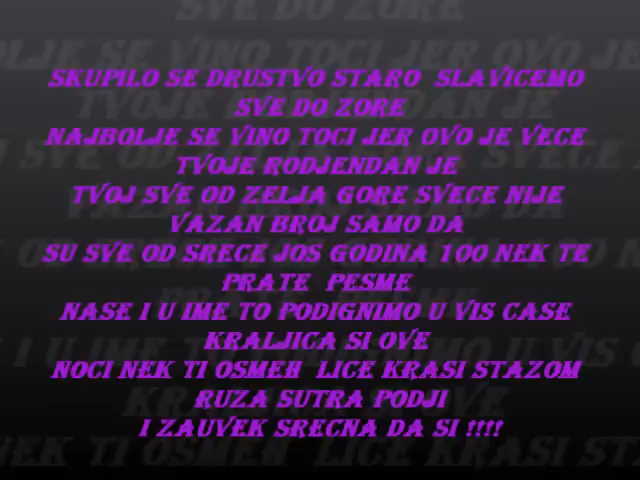 SKUPILO SE DRUSTVO STARO SLAVICEMO
SVE DO ZORE
NAJBOLJE SE VINO TOCI JER OVO JE VECE
TVOJE RODJENDAN JE
TVOJ SVE OD ZELJA GORE SVECE NIJE
VAZAN BROJ SAMO DA
SU SVE OD SRECE JOS GODINA 100 NEK TE
PRATE PESME
NASE I U IME TO PODIGNIMO U VIS CASE
KRALJICA SI OVE
NOCI NEK TI OSMEH LICE KRASI STAZOM
RUZA SUTRA PODJI
I ZAUVEK SRECNA DA SI !!!!